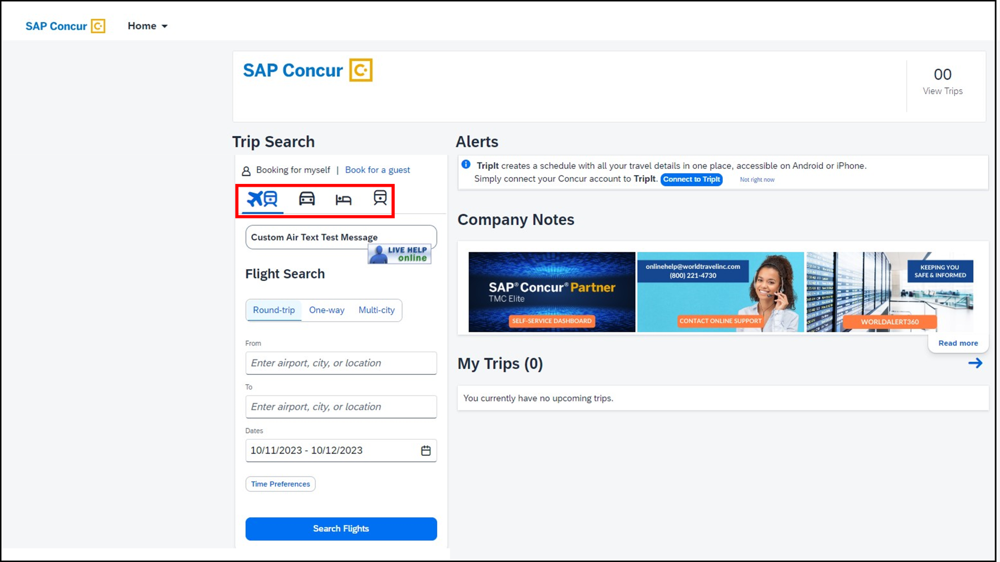 SAP Concur C.
Home
SAP Concur C.
00
View Trips
Trip Search
Booking for myself | Book for a guest
Custom Air Text Test Message
LIVE HELP
online
Flight Search
Round-trip One-way Multi-city
From
Enter airport, city, or location
To
Enter airport, city, or location
Dates
10/11/2023 - 10/12/2023
Time Preferences
Search Flights
Alerts
TripIt creates a schedule with all your travel details in one place, accessible on Android or iPhone.
Simply connect your Concur account to TripIt. Connect to TripIt Not right now
Company Notes
SAP® Concur® Partner
TMC Elite
SELF-SERVICE DASHBOARD
onlinehelp@worldtravelinc.com
(800) 221-4730
CONTACT ONLINE SUPPORT
KEEPING YOU
SAFE & INFORMED
WORLDALERT360
Read more
My Trips (0)
You currently have no upcoming trips.